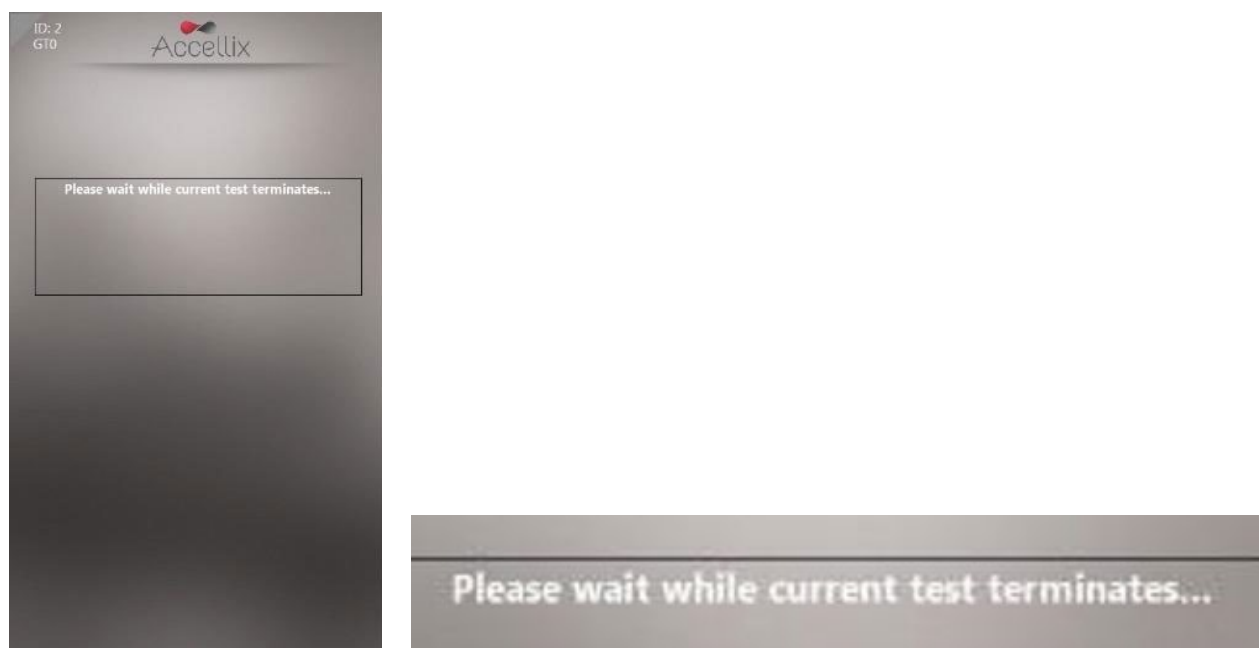 ID: 2
GT0
Accellix
Please wait while current test terminates...
Please wait while current test terminates...